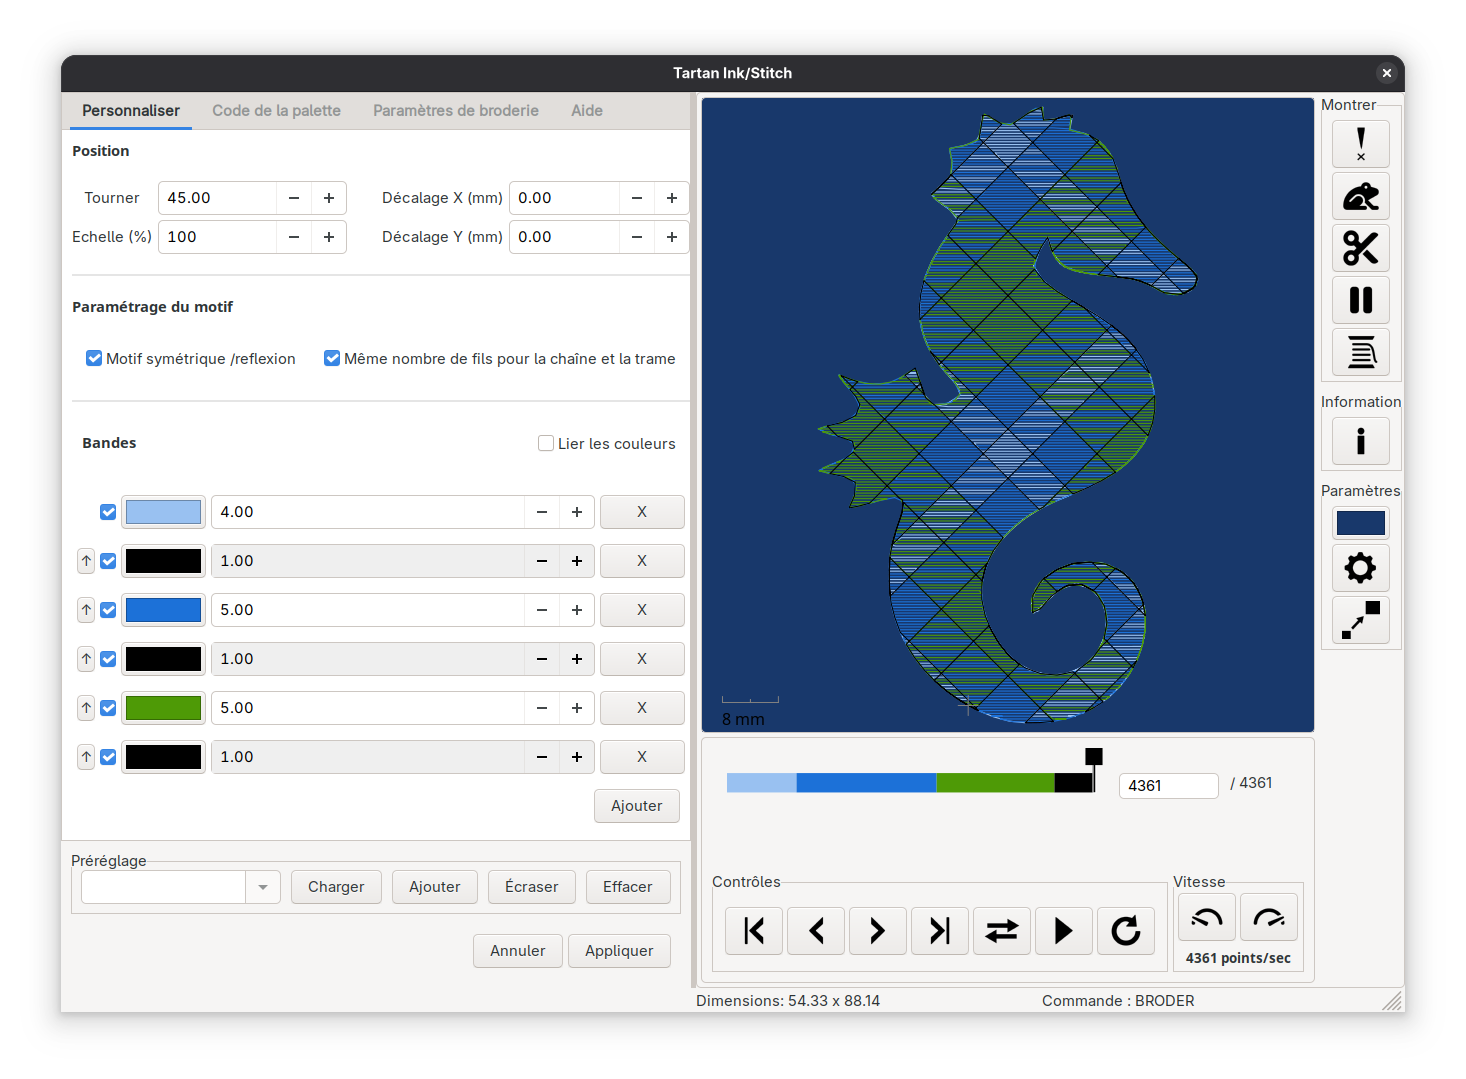 Tartan Ink/Stitch
Personnaliser Code de la palette Paramètres de broderie Aide
Position
Tourner 45.00 Décalage X (mm) 0.00
Echelle (%) 100 Décalage Y (mm) 0.00
Paramétrage du motif
Motif symétrique /reflexion Même nombre de fils pour la chaîne et la trame
Bandes Lier les couleurs
4.00 X
1.00 X
5.00 X
1.00 X
5.00 X
1.00 X
Ajouter
Préréglage
Charger Ajouter Écraser Effacer
Annuler Appliquer
8 mm
4361 / 4361
Contrôles
Vitesse
4361 points/sec
Dimensions: 54.33 x 88.14 Commande : BRODER
Montrer
Information
Paramètres